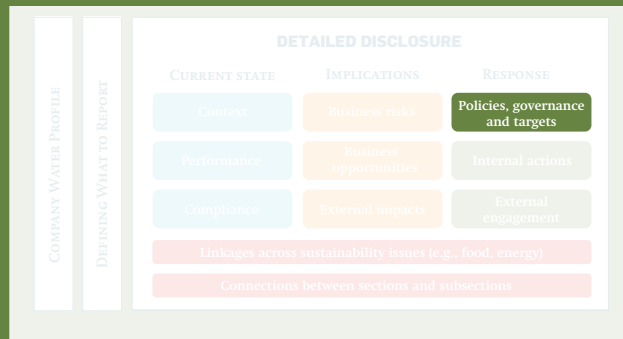 COMPANY WATER PROFILE
DEFINING WHAT TO REPORT
DETAILED DISCLOSURE
CURRENT STATE
IMPLICATIONS
RESPONSE
Context
Business risks
Policies, governance
and targets
Performance
Business
opportunities
Internal actions
Compliance
External impacts
External
engagement
Linkages across sustainability issues (e.g., food, energy)
Connections between sections and subsections